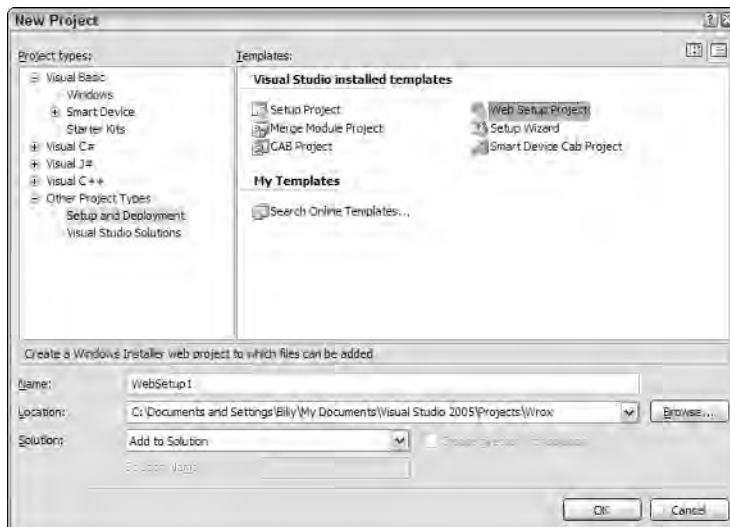 New Project
Project types:
Templates:
Visual Basic
Windows
Smart Device
Starter Kits
Visual C#
Visual J#
Visual C++
Other Project Types
Setup and Deployment
Visual Studio Solutions
Visual Studio installed templates
Setup Project
Web Setup Project
Merge Module Project
Setup Wizard
CAB Project
Smart Device Cab Project
My Templates
Search Online Templates...
Create a Windows Installer web project to which files can be added
Name:
WebSetup1
Location:
C:\Documents and Settings\Billy\My Documents\Visual Studio 2005\Projects\Wrox
Browse...
Solution:
Add to Solution
Solution Name
OK
Cancel